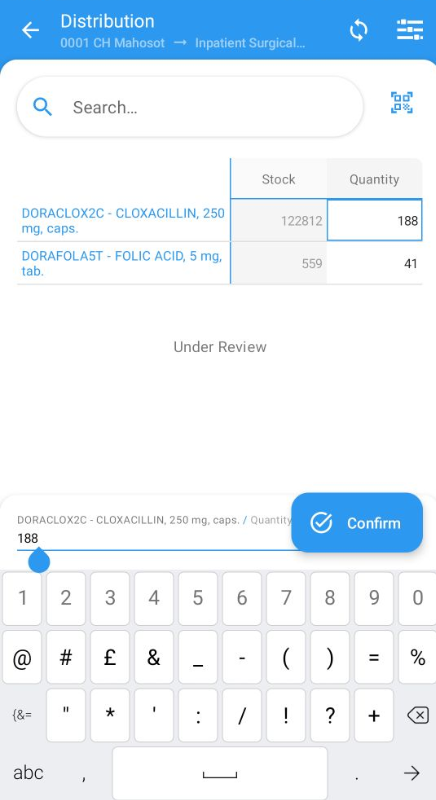 Distribution
0001 CH Mahosot → Inpatient Surgical...
Search...
Stock Quantity
DORACLOX2C - CLOXACILLIN, 250 mg, caps. 122812 188
DORAFOLA5T - FOLIC ACID, 5 mg, tab. 559 41
Under Review
DORACLOX2C - CLOXACILLIN, 250 mg, caps. / Quantity
188
Confirm
1 2 3 4 5 6 7 8 9 0
@ # £ & _ - ( ) = %
{&= " * ' : / ! ? +
abc , .